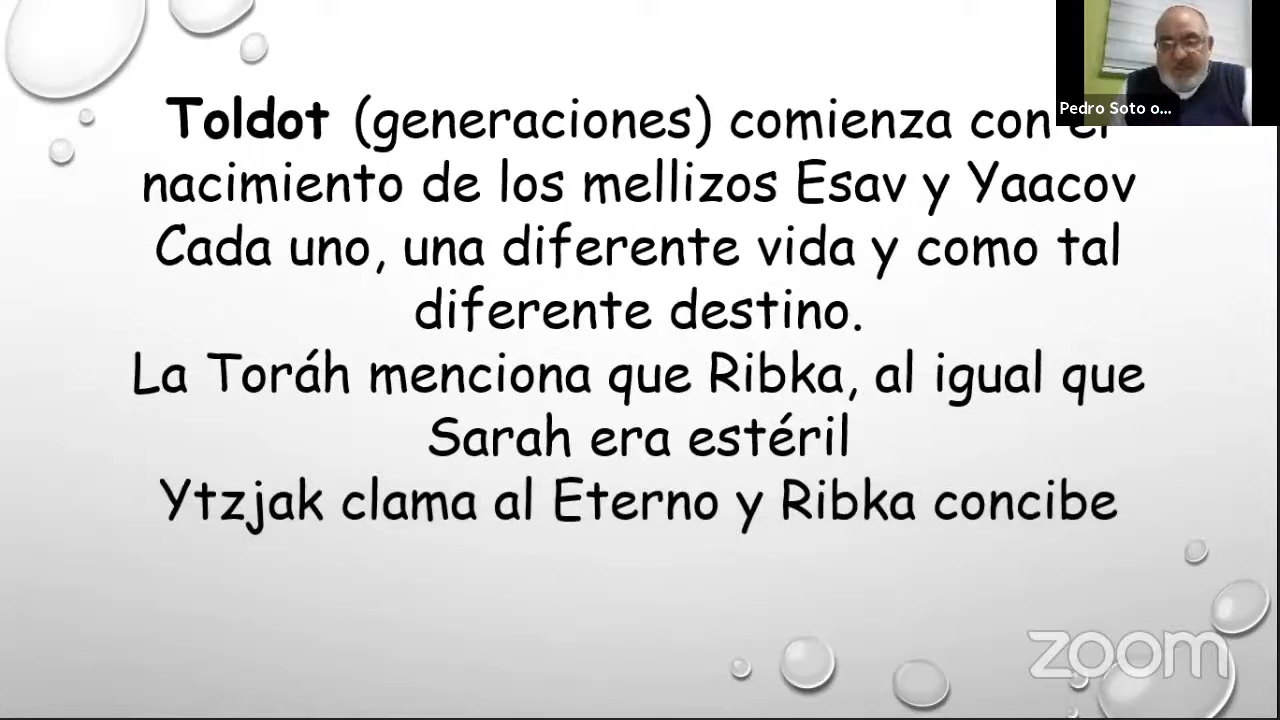 Pedro Soto o...
Toldot (generaciones) comienza con el
nacimiento de los mellizos Esav y Yaacov
Cada uno, una diferente vida y como tal
diferente destino.
La Toráh menciona que Ribka, al igual que
Sarah era estéril
Ytzjak clama al Eterno y Ribka concibe
zoom